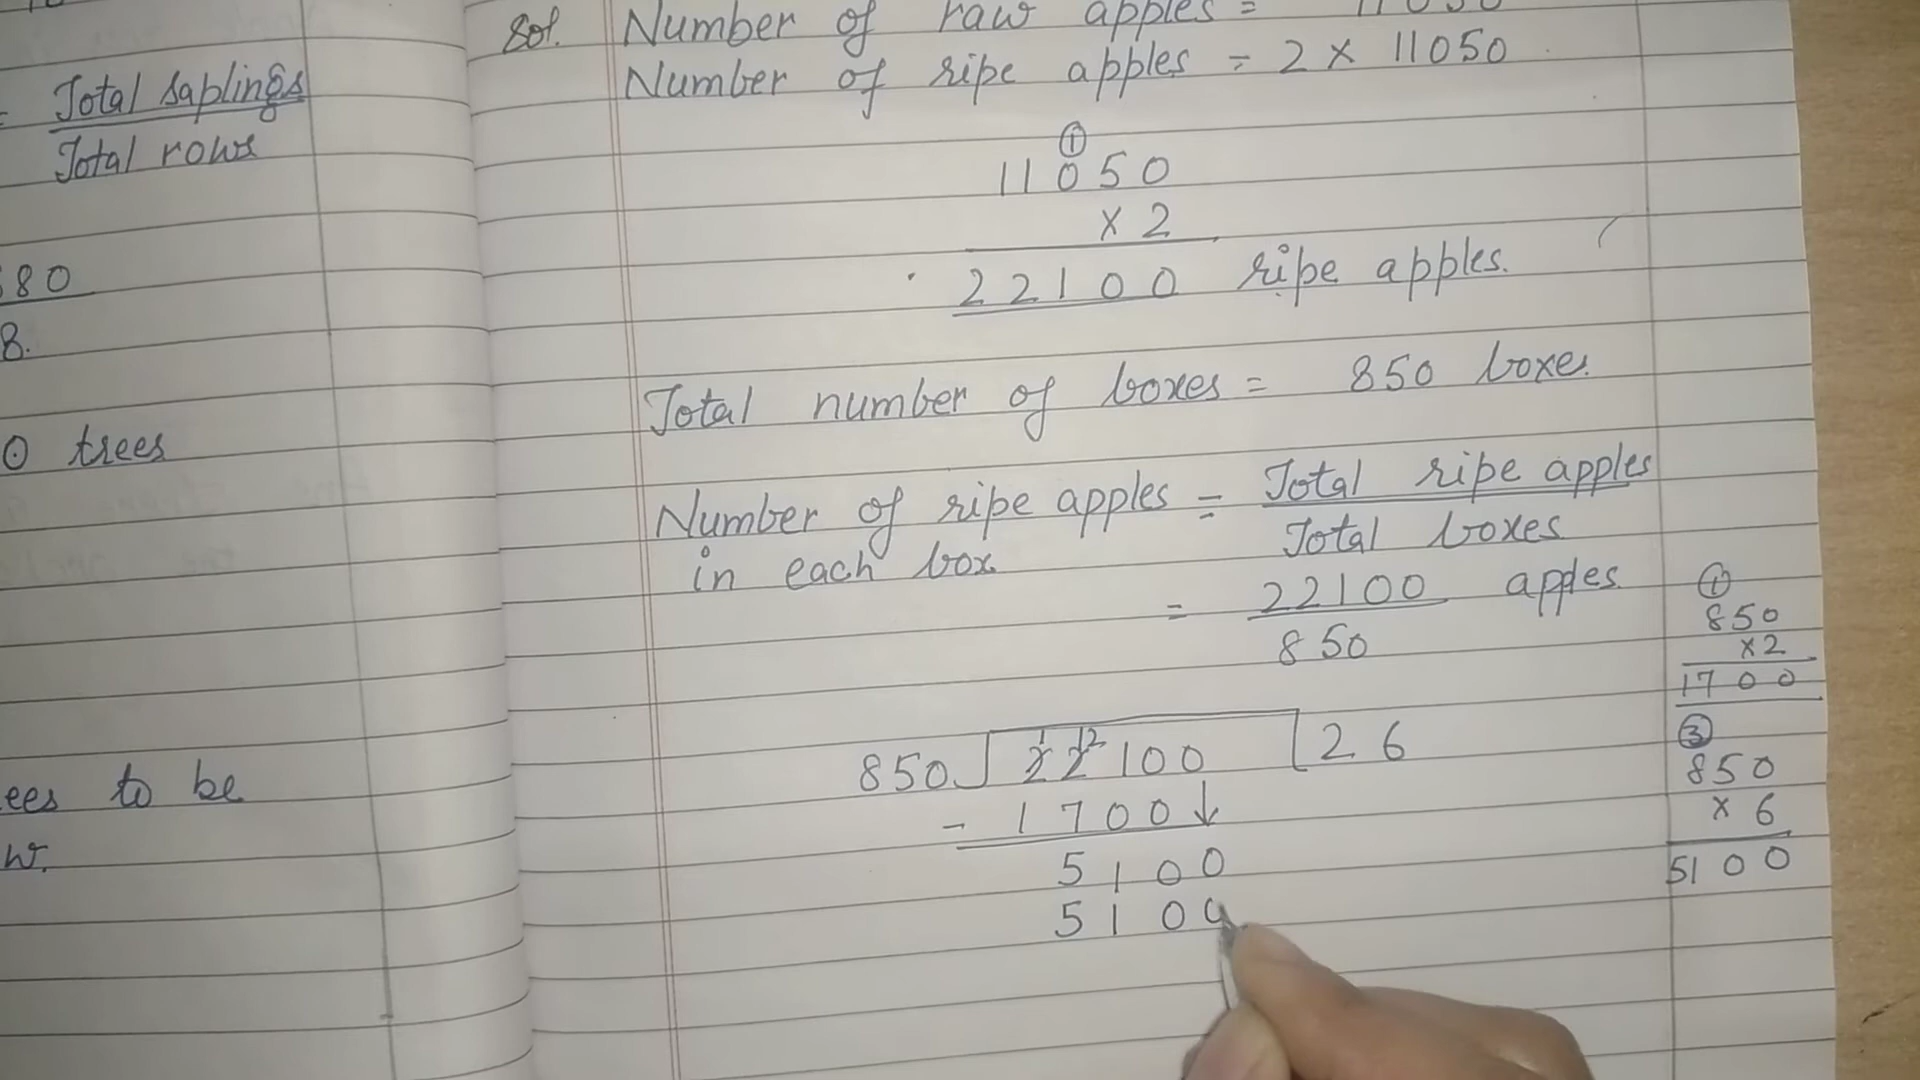 = Total saplings
Total rows
80
8.
0 trees
ees to be
w.
Sol. Number of raw apples =
Number of ripe apples = 2 x 11050
①
11050
x 2
22100 ripe apples.
Total number of boxes = 850 boxes.
Number of ripe apples = Total ripe apples
in each box Total boxes
= 22100 apples
850
850 22100 26
- 1700↓
5100
5100
①
850
x2
1700
③
850
x 6
5100